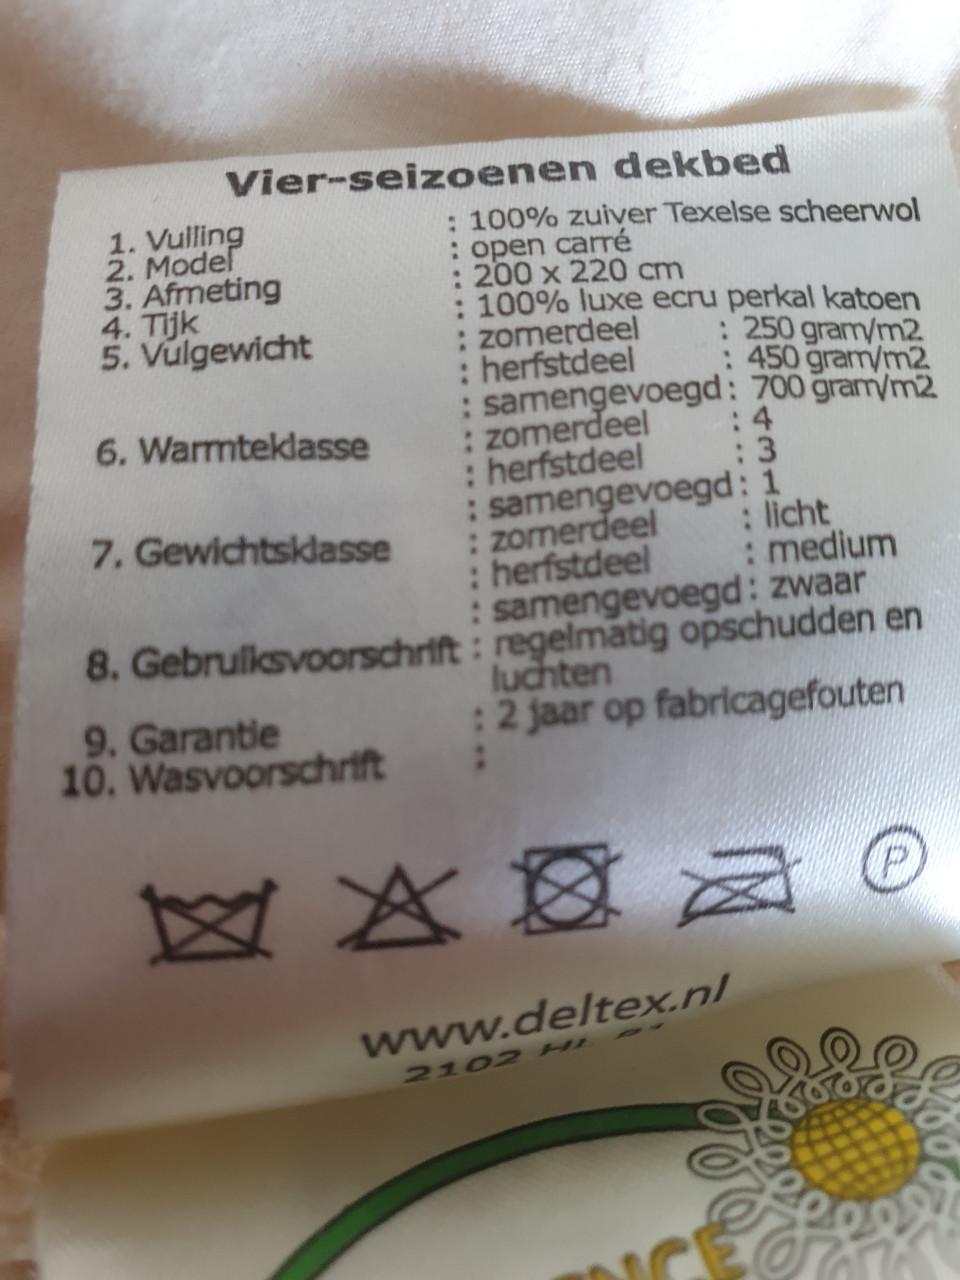 Vier-seizoenen dekbed
1. Vulling : 100% zuiver Texelse scheerwol
2. Model : open carré
3. Afmeting : 200 x 220 cm
4. Tijk : 100% luxe ecru perkal katoen
5. Vulgewicht : zomerdeel : 250 gram/m2
: herfstdeel : 450 gram/m2
: samengevoegd : 700 gram/m2
6. Warmteklasse : zomerdeel : 4
: herfstdeel : 3
: samengevoegd : 1
7. Gewichtsklasse : zomerdeel : licht
: herfstdeel : medium
: samengevoegd : zwaar
8. Gebruiksvoorschrift : regelmatig opschudden en
luchten
9. Garantie : 2 jaar op fabricagefouten
10. Wasvoorschrift :
P
www.deltex.nl
2102 HL